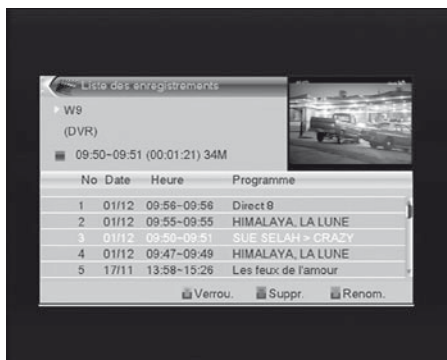 Liste des enregistrements
W9
(DVR)
09:50~09:51 (00:01:21) 34M
No Date Heure Programme
1 01/12 09:56~09:56 Direct 8
2 01/12 09:55~09:55 HIMALAYA, LA LUNE
3 01/12 09:50~09:51 SUE SELAH > CRAZY
4 01/12 09:47~09:49 HIMALAYA, LA LUNE
5 17/11 13:58~15:26 Les feux de l'amour
Verrou. Suppr. Renom.